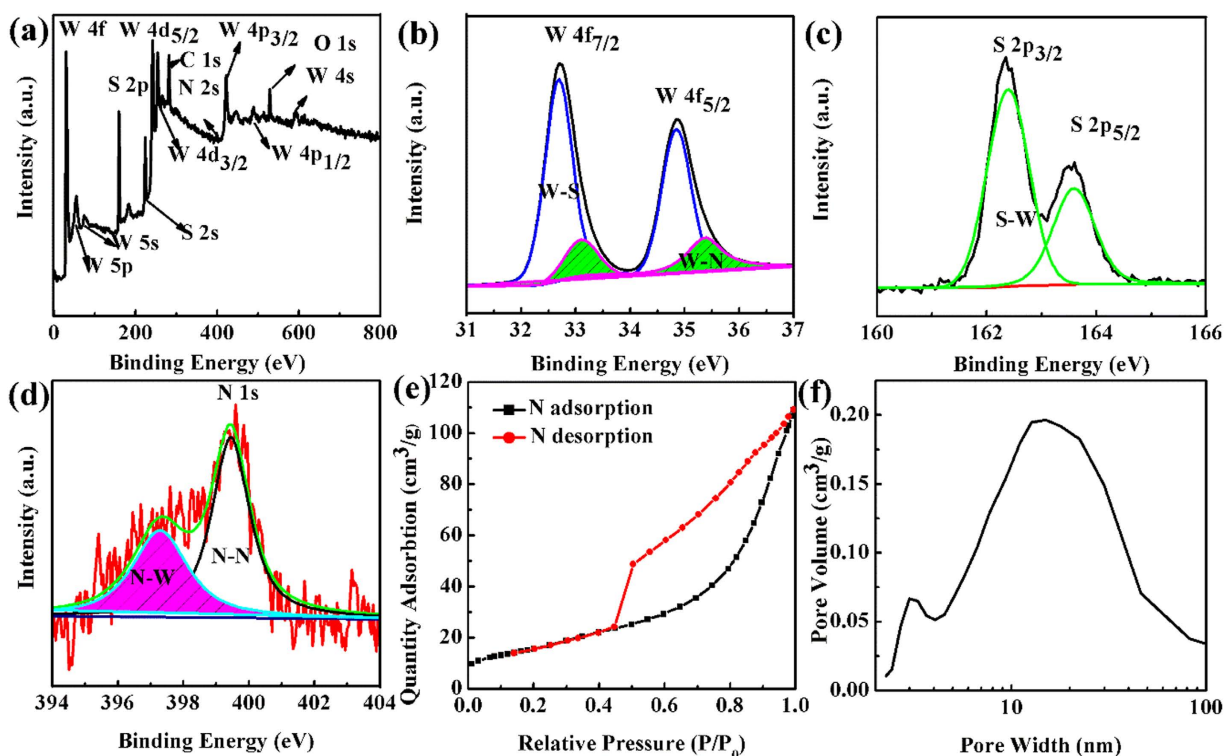 (a)
W 4f
W 4d5/2
W 4p3/2
O 1s
C 1s
N 2s
W 4s
S 2p
W 4d3/2
W 4p1/2
W 5s
S 2s
W 5p
Intensity (a.u.)
0 200 400 600 800
Binding Energy (eV)
(b)
W 4f7/2
W 4f5/2
W-S
W-N
Intensity (a.u.)
31 32 33 34 35 36 37
Binding Energy (eV)
(c)
S 2p3/2
S 2p5/2
S-W
Intensity (a.u.)
160 162 164 166
Binding Energy (eV)
(d)
N 1s
N-W
N-N
Intensity (a.u.)
394 396 398 400 402 404
Binding Energy (eV)
(e)
N adsorption
N desorption
Quantity Adsorbtion (cm3/g)
120
100
80
60
40
20
0
0.0 0.2 0.4 0.6 0.8 1.0
Relative Pressure (P/P0)
(f)
Pore Volume (cm3/g)
0.20
0.15
0.10
0.05
0.00
10 100
Pore Width (nm)